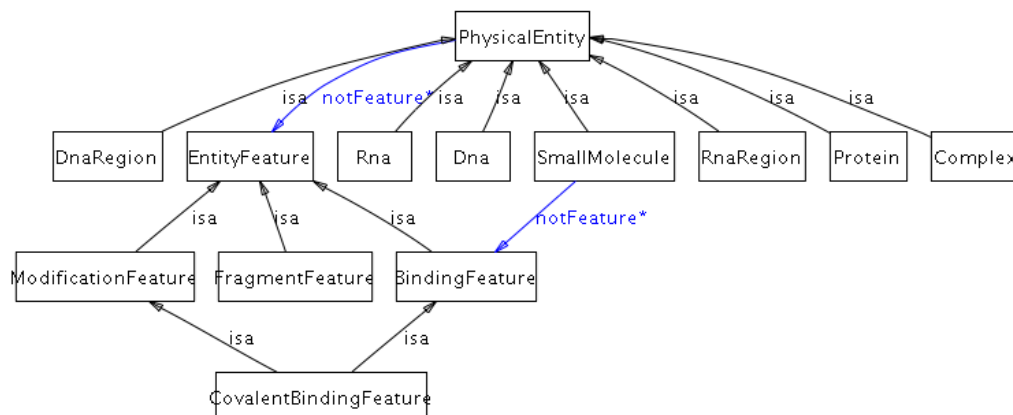 PhysicalEntity
isa
notFeature*
isa
isa
isa
isa
isa
isa
DnaRegion
EntityFeature
Rna
Dna
SmallMolecule
RnaRegion
Protein
Complex
isa
isa
isa
notFeature*
ModificationFeature
FragmentFeature
BindingFeature
isa
isa
CovalentBindingFeature